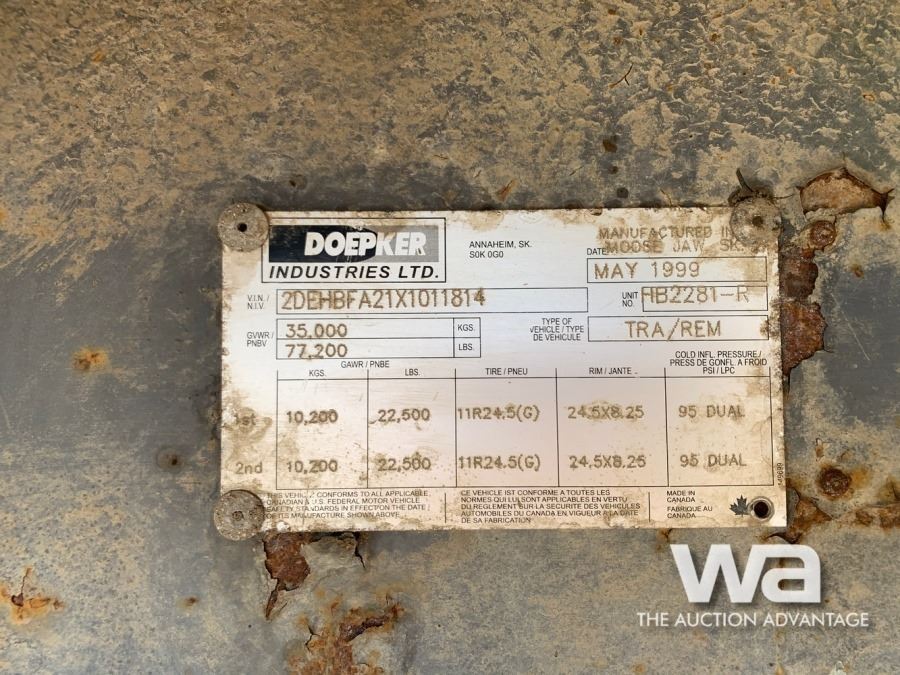 DOEPKER
INDUSTRIES LTD.
ANNAHEIM, SK.
S0K 0G0
MANUFACTURED IN
MOOSE JAW SK.
DATE
MAY 1999
V.I.N./
N.I.V.
2DEHBFA21X1011814
UNIT
NO.
HB2281-R
GVWR/
PNBV
35,000 KGS.
77,200 LBS.
TYPE OF
VEHICLE/TYPE
DE VEHICULE
TRA/REM
GAWR/PNBE
COLD INFL. PRESSURE/
PRESS DE GONFL. A FROID
KGS. LBS. TIRE/PNEU RIM/JANTE PSI/LPC
1st 10,200 22,500 11R24.5(G) 24.5X8.25 95 DUAL
2nd 10,200 22,500 11R24.5(G) 24.5X8.25 95 DUAL
THIS VEHICLE CONFORMS TO ALL APPLICABLE
CANADIAN & U.S. FEDERAL MOTOR VEHICLE
SAFETY STANDARDS IN EFFECT ON THE DATE
OF ITS MANUFACTURE SHOWN ABOVE.
CE VEHICULE IST CONFORME A TOUTES LES
NORMES QUI LUI SONT APPLICABLES EN VERTU
DU REGLEMENT SUR LA SECURITE DES VEHICULES
AUTOMOBILES DU CANADA EN VIGUEUR A LA DATE
DE SA FABRICATION
MADE IN
CANADA
FABRIQUE AU
CANADA
wa
THE AUCTION ADVANTAGE